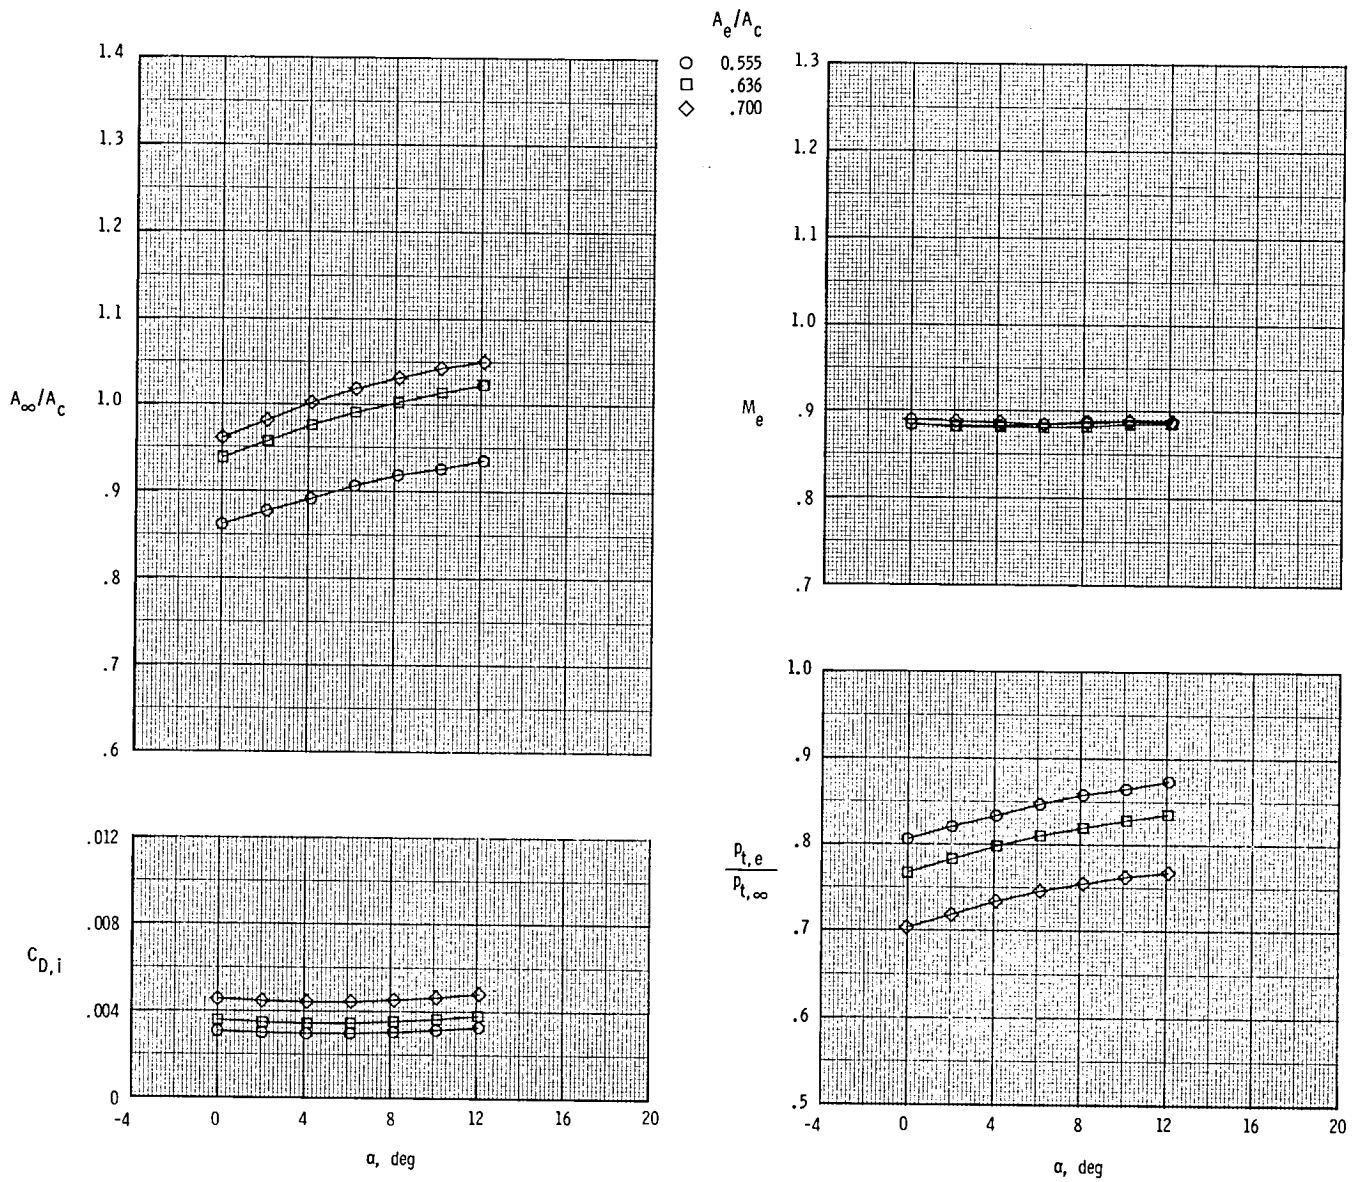 A_e/A_c
0.555
.636
.700
1.4
1.3
1.2
1.1
1.0
.9
.8
.7
.6
A_∞/A_c
1.3
1.2
1.1
1.0
.9
.8
.7
M_e
.012
.008
.004
0
C_D,i
-4 0 4 8 12 16 20
α, deg
1.0
.9
.8
.7
.6
.5
p_t,e
p_t,∞
-4 0 4 8 12 16 20
α, deg